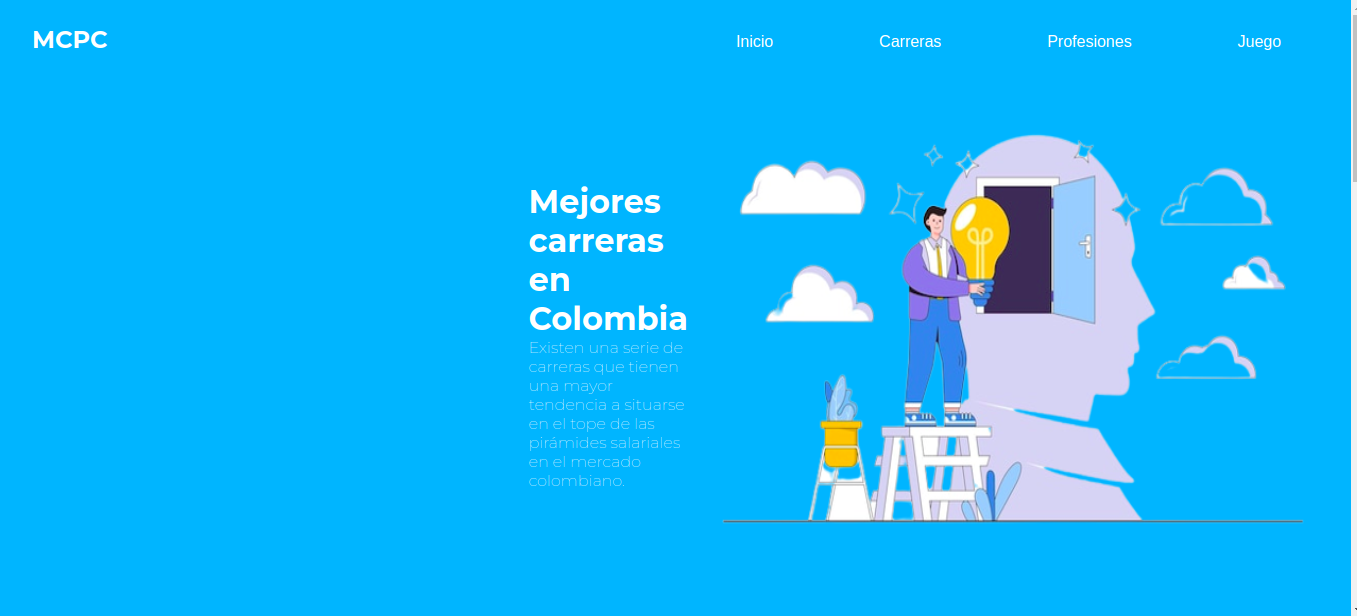 MCPC
Inicio
Carreras
Profesiones
Juego
Mejores
carreras
en
Colombia
Existen una serie de
carreras que tienen
una mayor
tendencia a situarse
en el tope de las
pirámides salariales
en el mercado
colombiano.